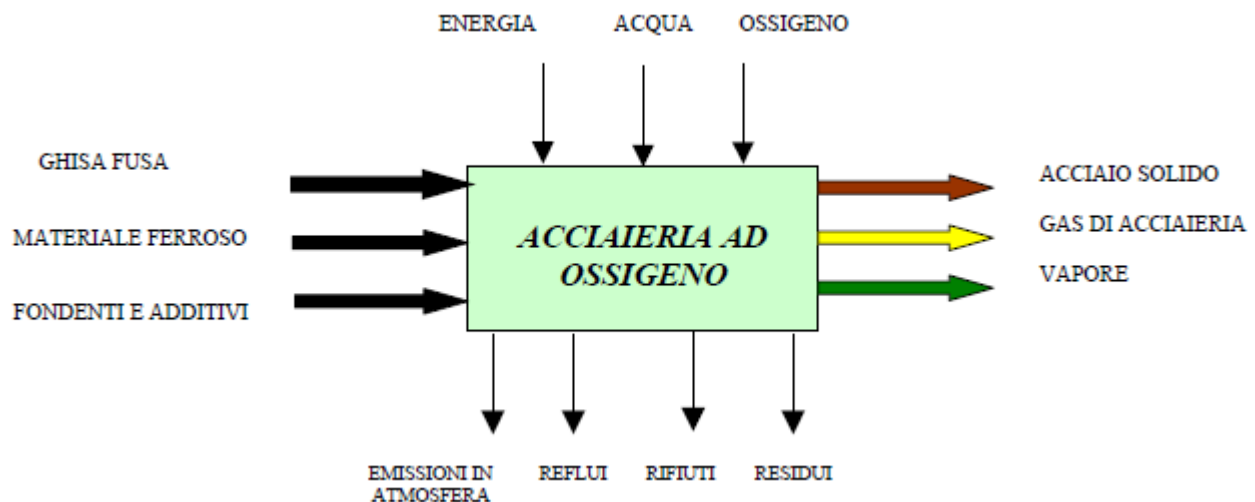 ENERGIA
ACQUA
OSSIGENO
GHISA FUSA
MATERIALE FERROSO
FONDENTI E ADDITIVI
ACCIAIERIA AD
OSSIGENO
ACCIAIO SOLIDO
GAS DI ACCIAIERIA
VAPORE
EMISSIONI IN
ATMOSFERA
REFLUI
RIFIUTI
RESIDUI